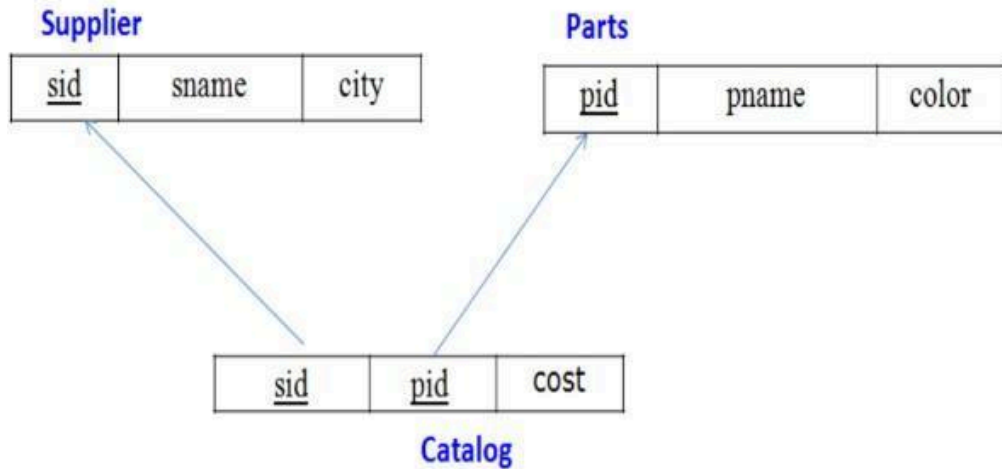 Supplier
sid sname city
Parts
pid pname color
sid pid cost
Catalog